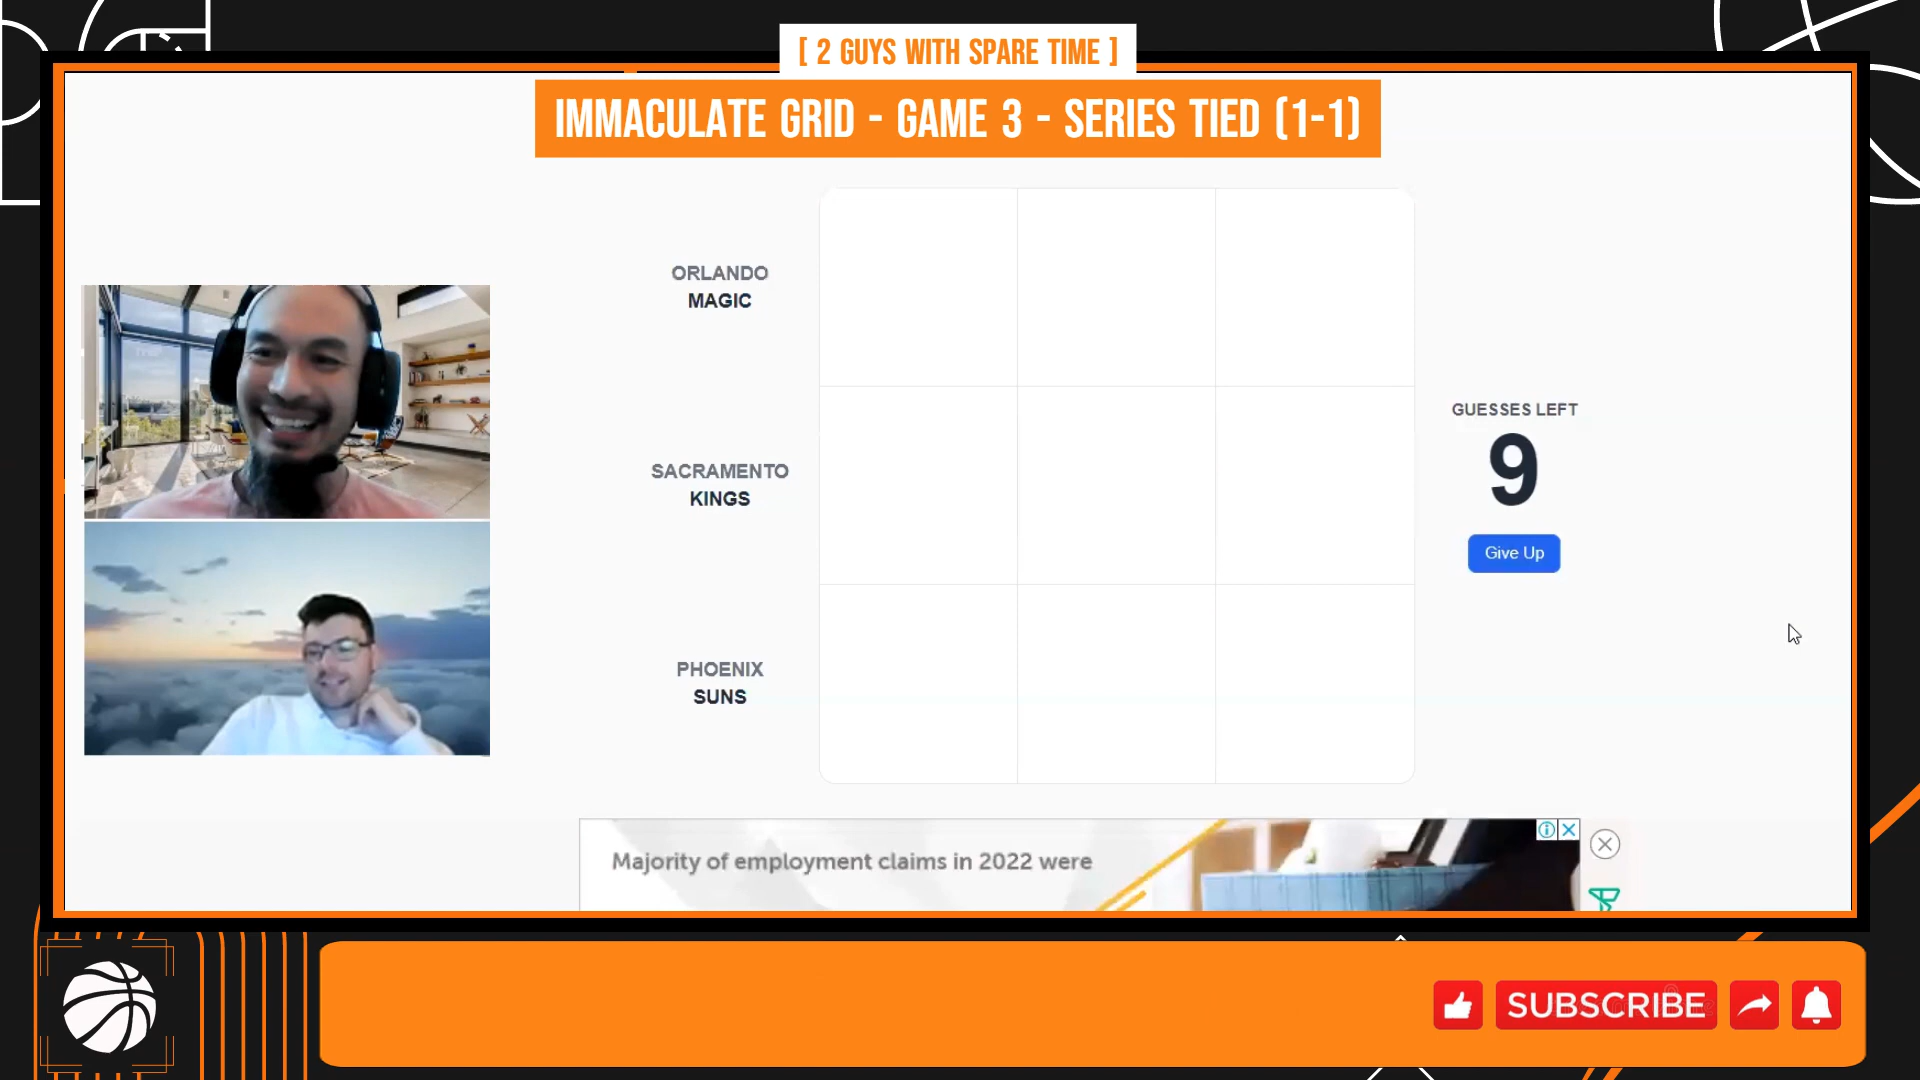 [ 2 GUYS WITH SPARE TIME ]
IMMACULATE GRID - GAME 3 - SERIES TIED (1-1)
ORLANDO
MAGIC
SACRAMENTO
KINGS
PHOENIX
SUNS
GUESSES LEFT
9
Give Up
Majority of employment claims in 2022 were
SUBSCRIBE